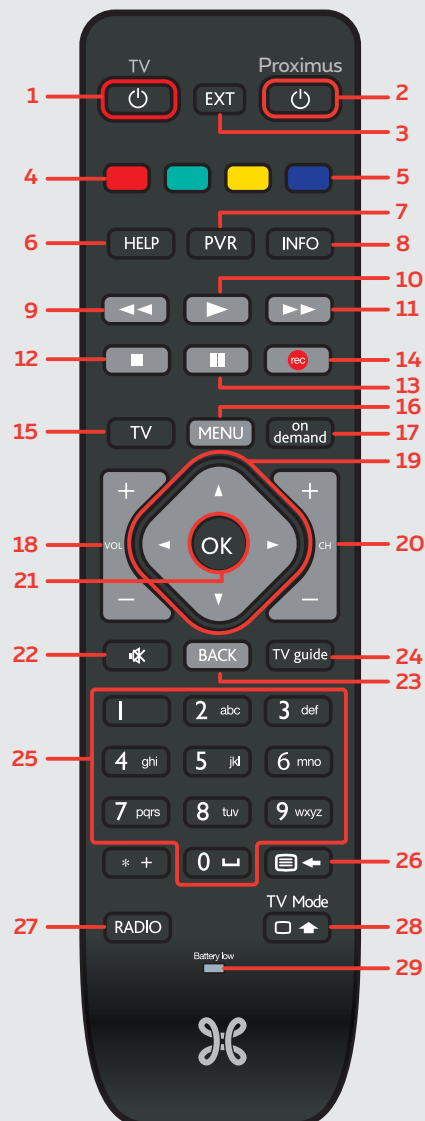 TV Proximus
1 EXT 2
3
4 5
7
6 HELP PVR INFO 8
10
9 11
12 rec 14
13
16
15 TV MENU on demand 17
19
+ +
18 VOL OK CH 20
21
- -
22 BACK TV guide 24
23
1 2 abc 3 def
25 4 ghi 5 jkl 6 mno
7 pqrs 8 tuv 9 wxyz
* + 0 26
TV Mode
27 RADIO 28
Battery low
29